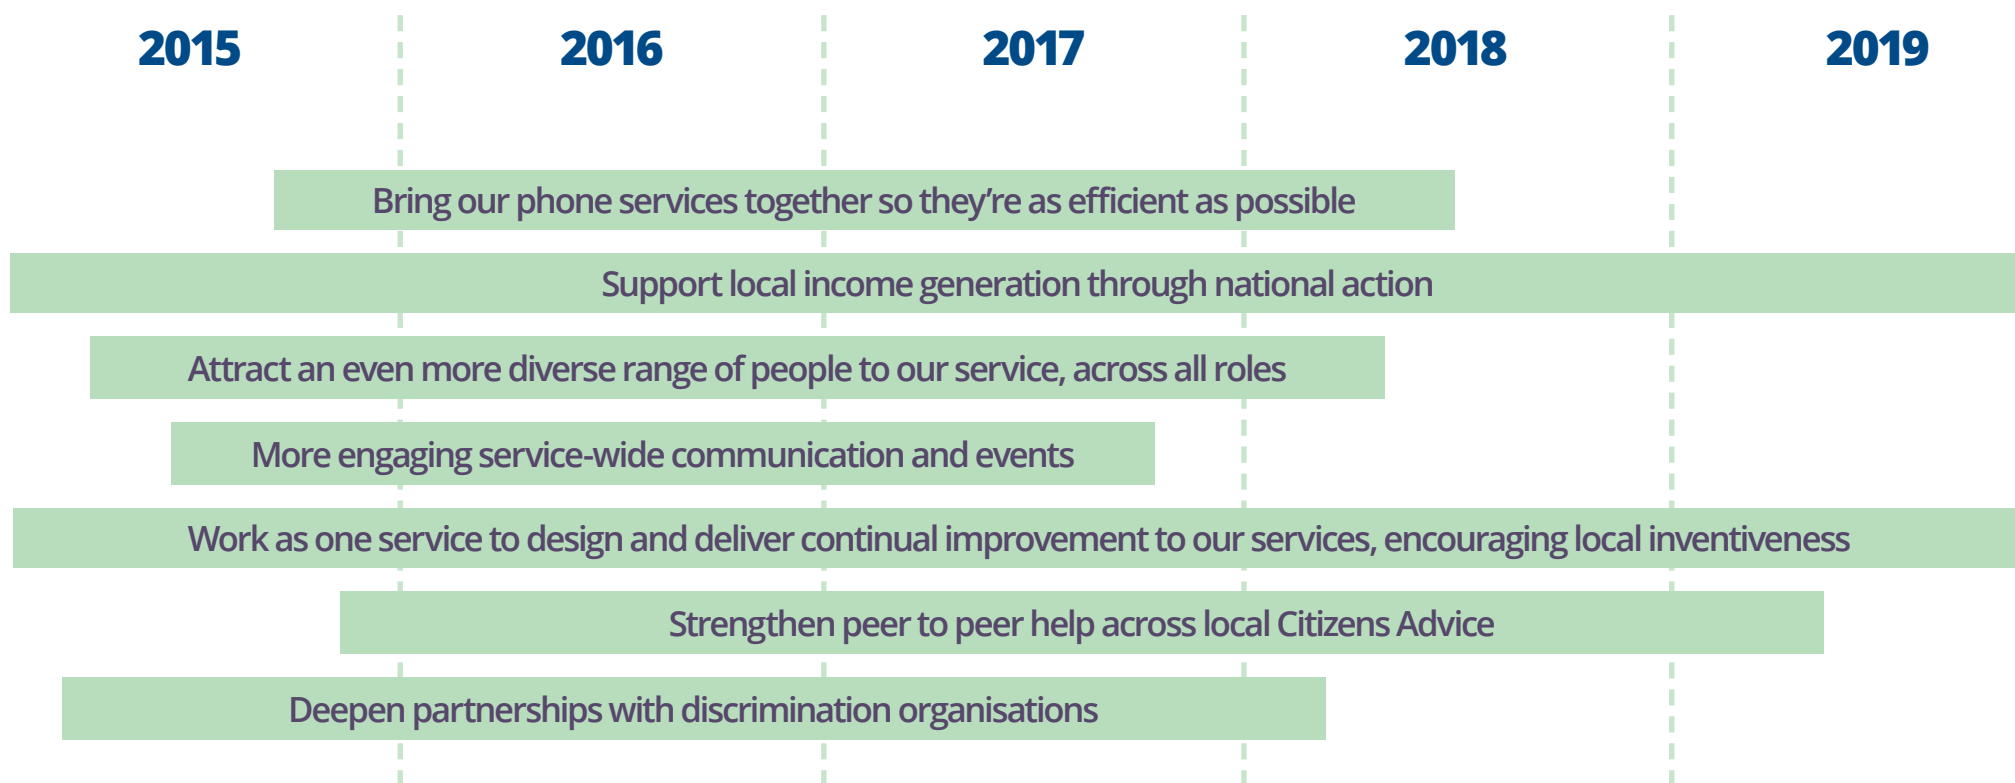 2015 2016 2017 2018 2019
Bring our phone services together so they’re as efficient as possible
Support local income generation through national action
Attract an even more diverse range of people to our service, across all roles
More engaging service-wide communication and events
Work as one service to design and deliver continual improvement to our services, encouraging local inventiveness
Strengthen peer to peer help across local Citizens Advice
Deepen partnerships with discrimination organisations